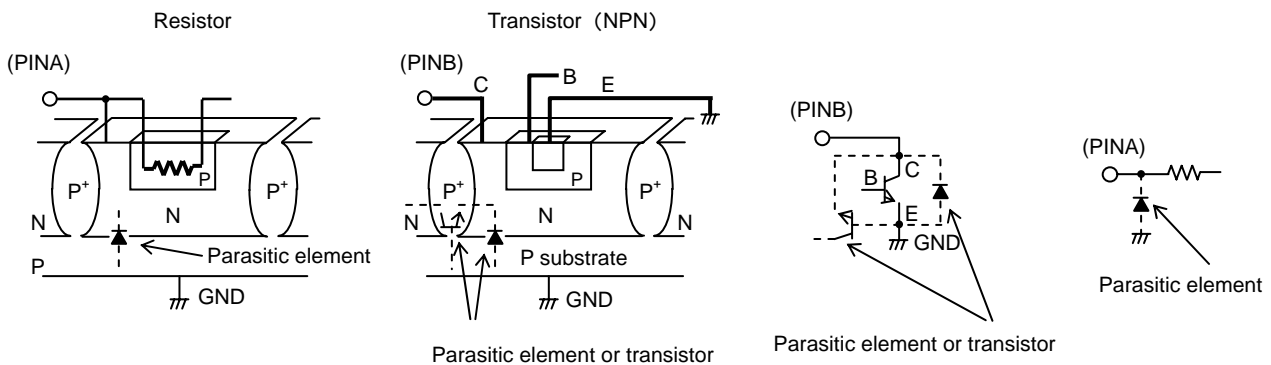 Resistor
(PINA)
P+
P
P+
N
N
P
Parasitic element
GND
Transistor (NPN)
(PINB)
C
B
E
P+
P
P+
N
N
N
P substrate
GND
Parasitic element or transistor
(PINB)
C
B
E
GND
Parasitic element or transistor
(PINA)
Parasitic element